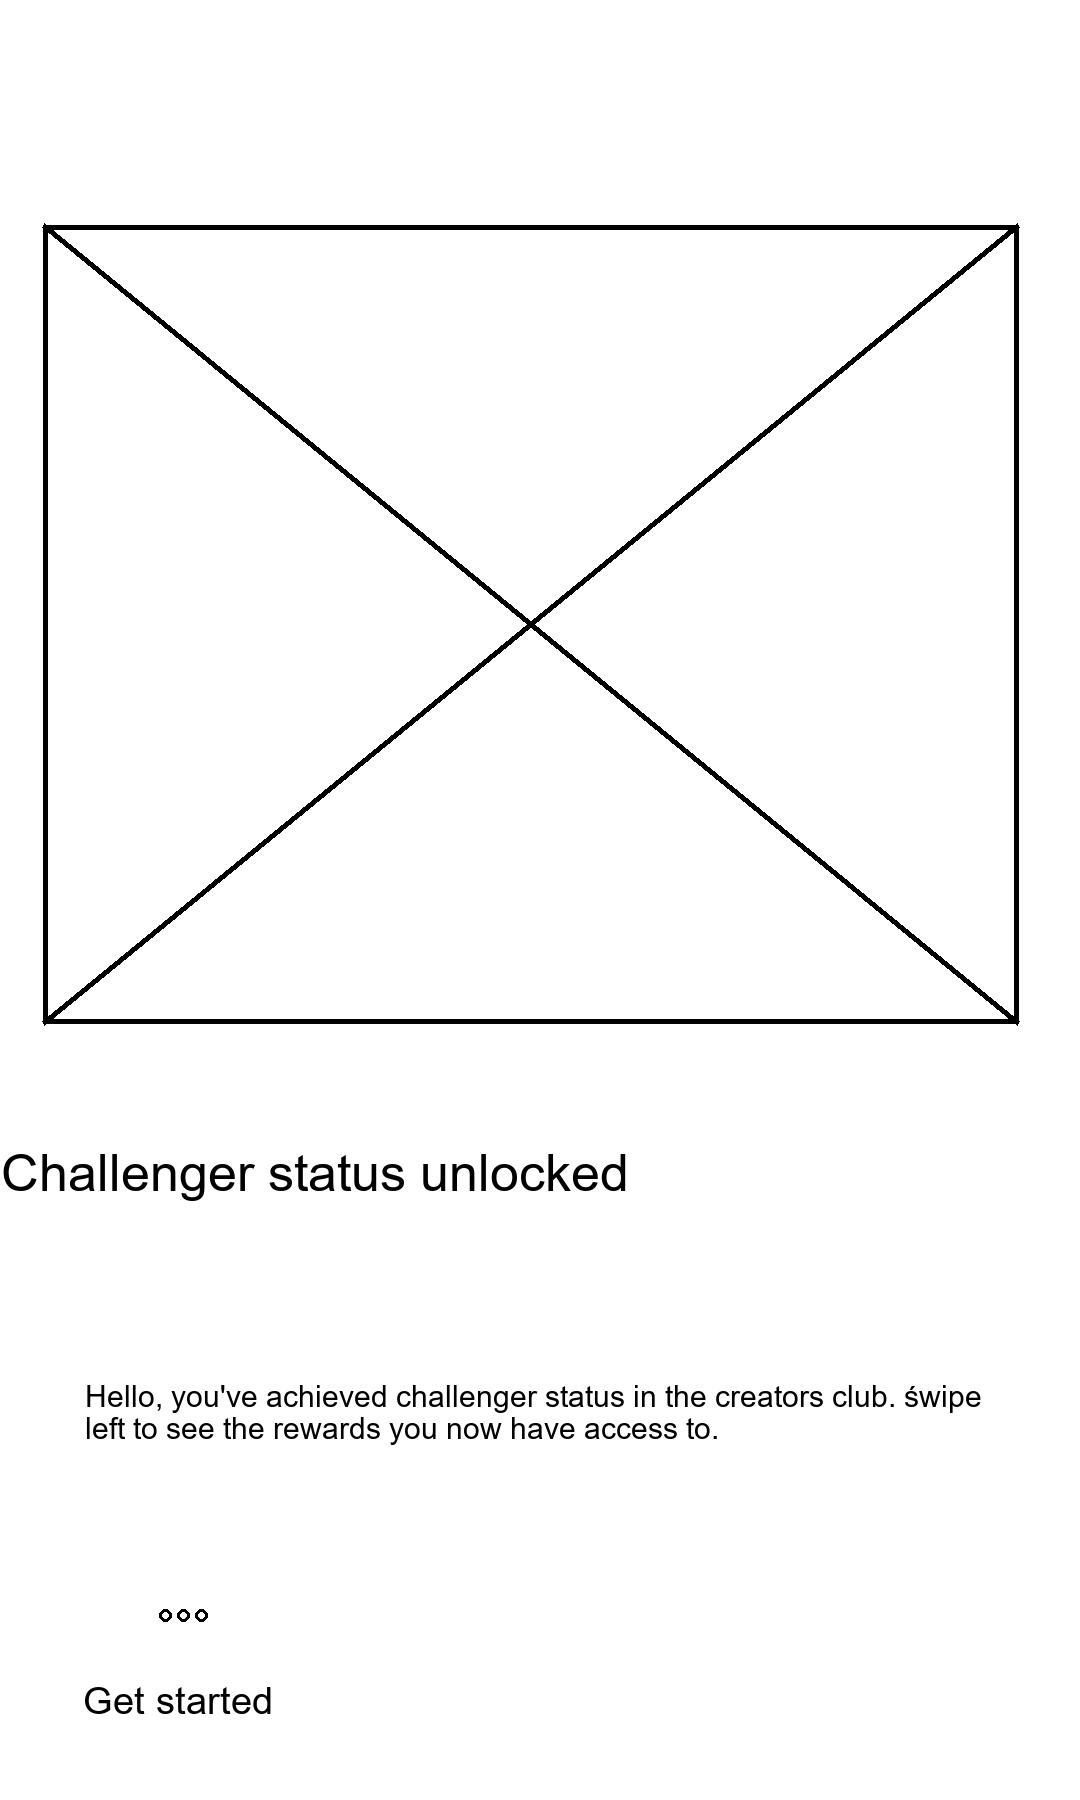 Challenger status unlocked
Hello, you've achieved challenger status in the creators club. świpe
left to see the rewards you now have access to.
Get started